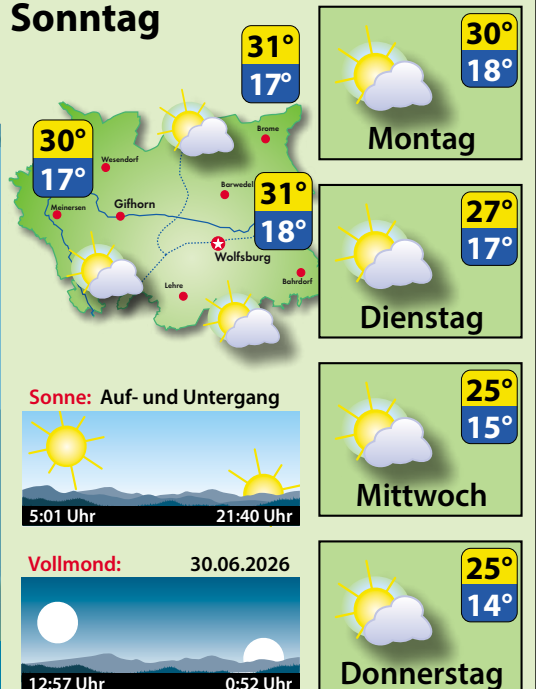 Sonntag
31°
17°
30°
17°
31°
18°
Brome
Wesendorf
Barwedel
Meinersen
Gifhorn
Wolfsburg
Bahrdorf
Lehre
Sonne: Auf- und Untergang
5:01 Uhr
21:40 Uhr
Vollmond:
30.06.2026
12:57 Uhr
0:52 Uhr
30°
18°
Montag
27°
17°
Dienstag
25°
15°
Mittwoch
25°
14°
Donnerstag